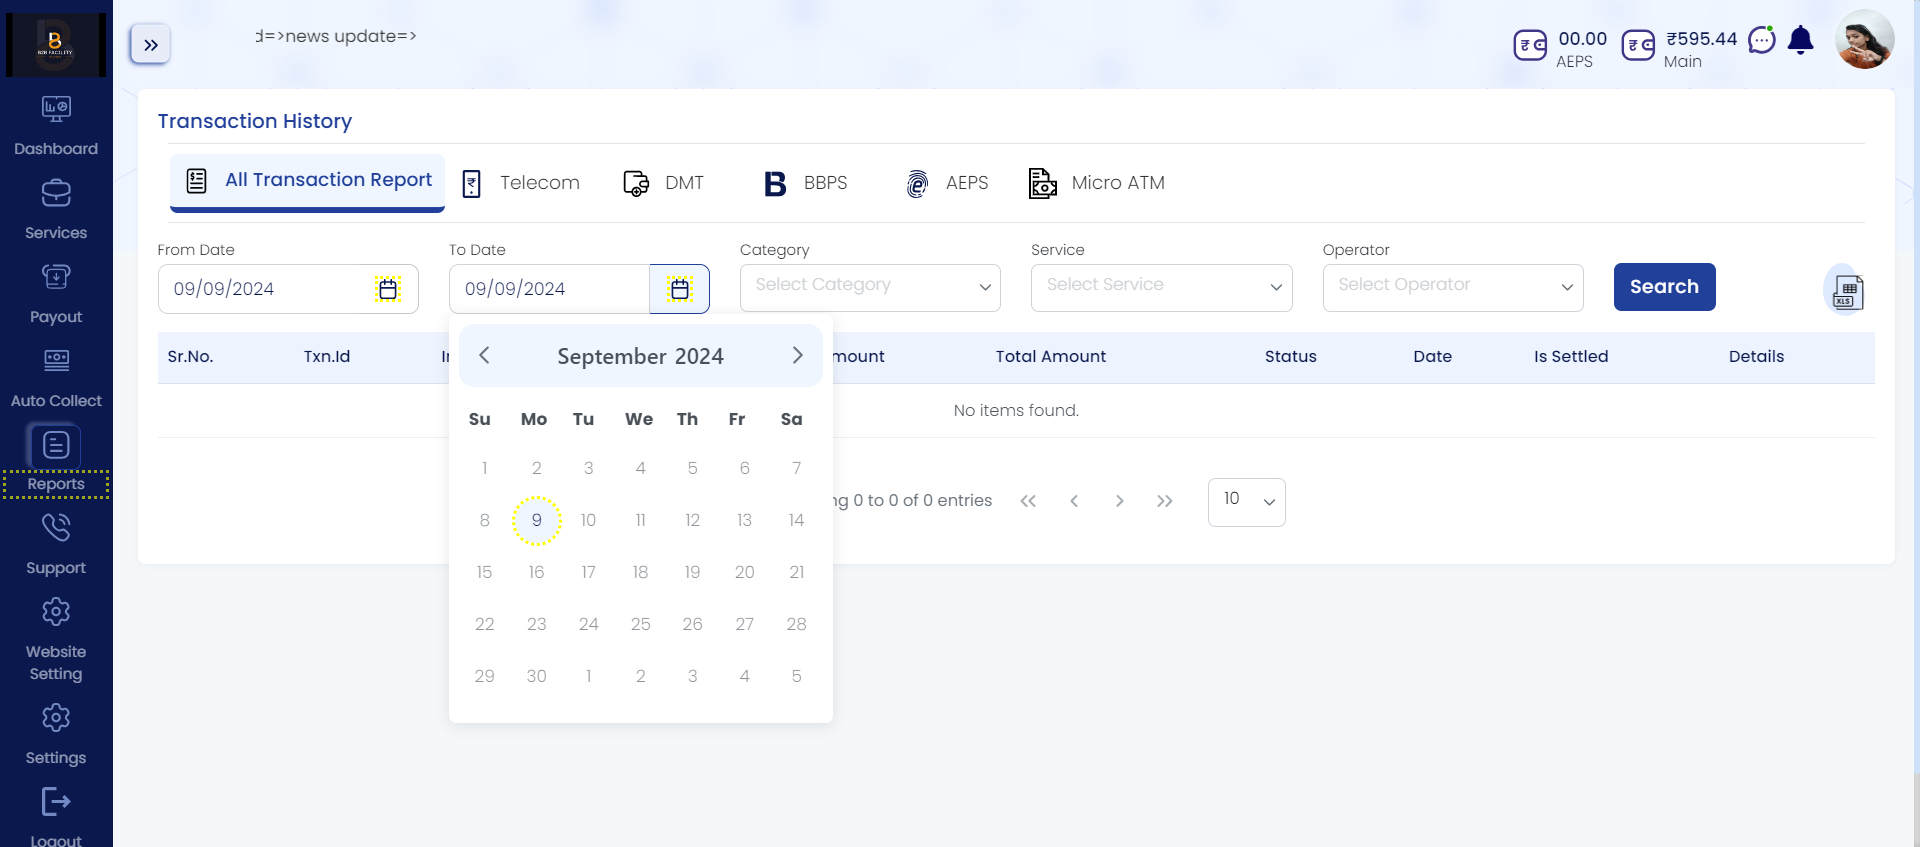 B2B FACILITY
d=>news update=>
00.00
AEPS
₹595.44
Main
Dashboard
Services
Payout
Auto Collect
Reports
Support
Website
Setting
Settings
Logout
Transaction History
All Transaction Report
Telecom
DMT
BBPS
AEPS
Micro ATM
From Date
To Date
Category
Service
Operator
09/09/2024
09/09/2024
Select Category
Select Service
Select Operator
Search
XLS
Sr.No.
Txn.Id
Total Amount
Status
Date
Is Settled
Details
No items found.
September 2024
Su Mo Tu We Th Fr Sa
1 2 3 4 5 6 7
8 9 10 11 12 13 14
15 16 17 18 19 20 21
22 23 24 25 26 27 28
29 30 1 2 3 4 5
ng 0 to 0 of 0 entries
10